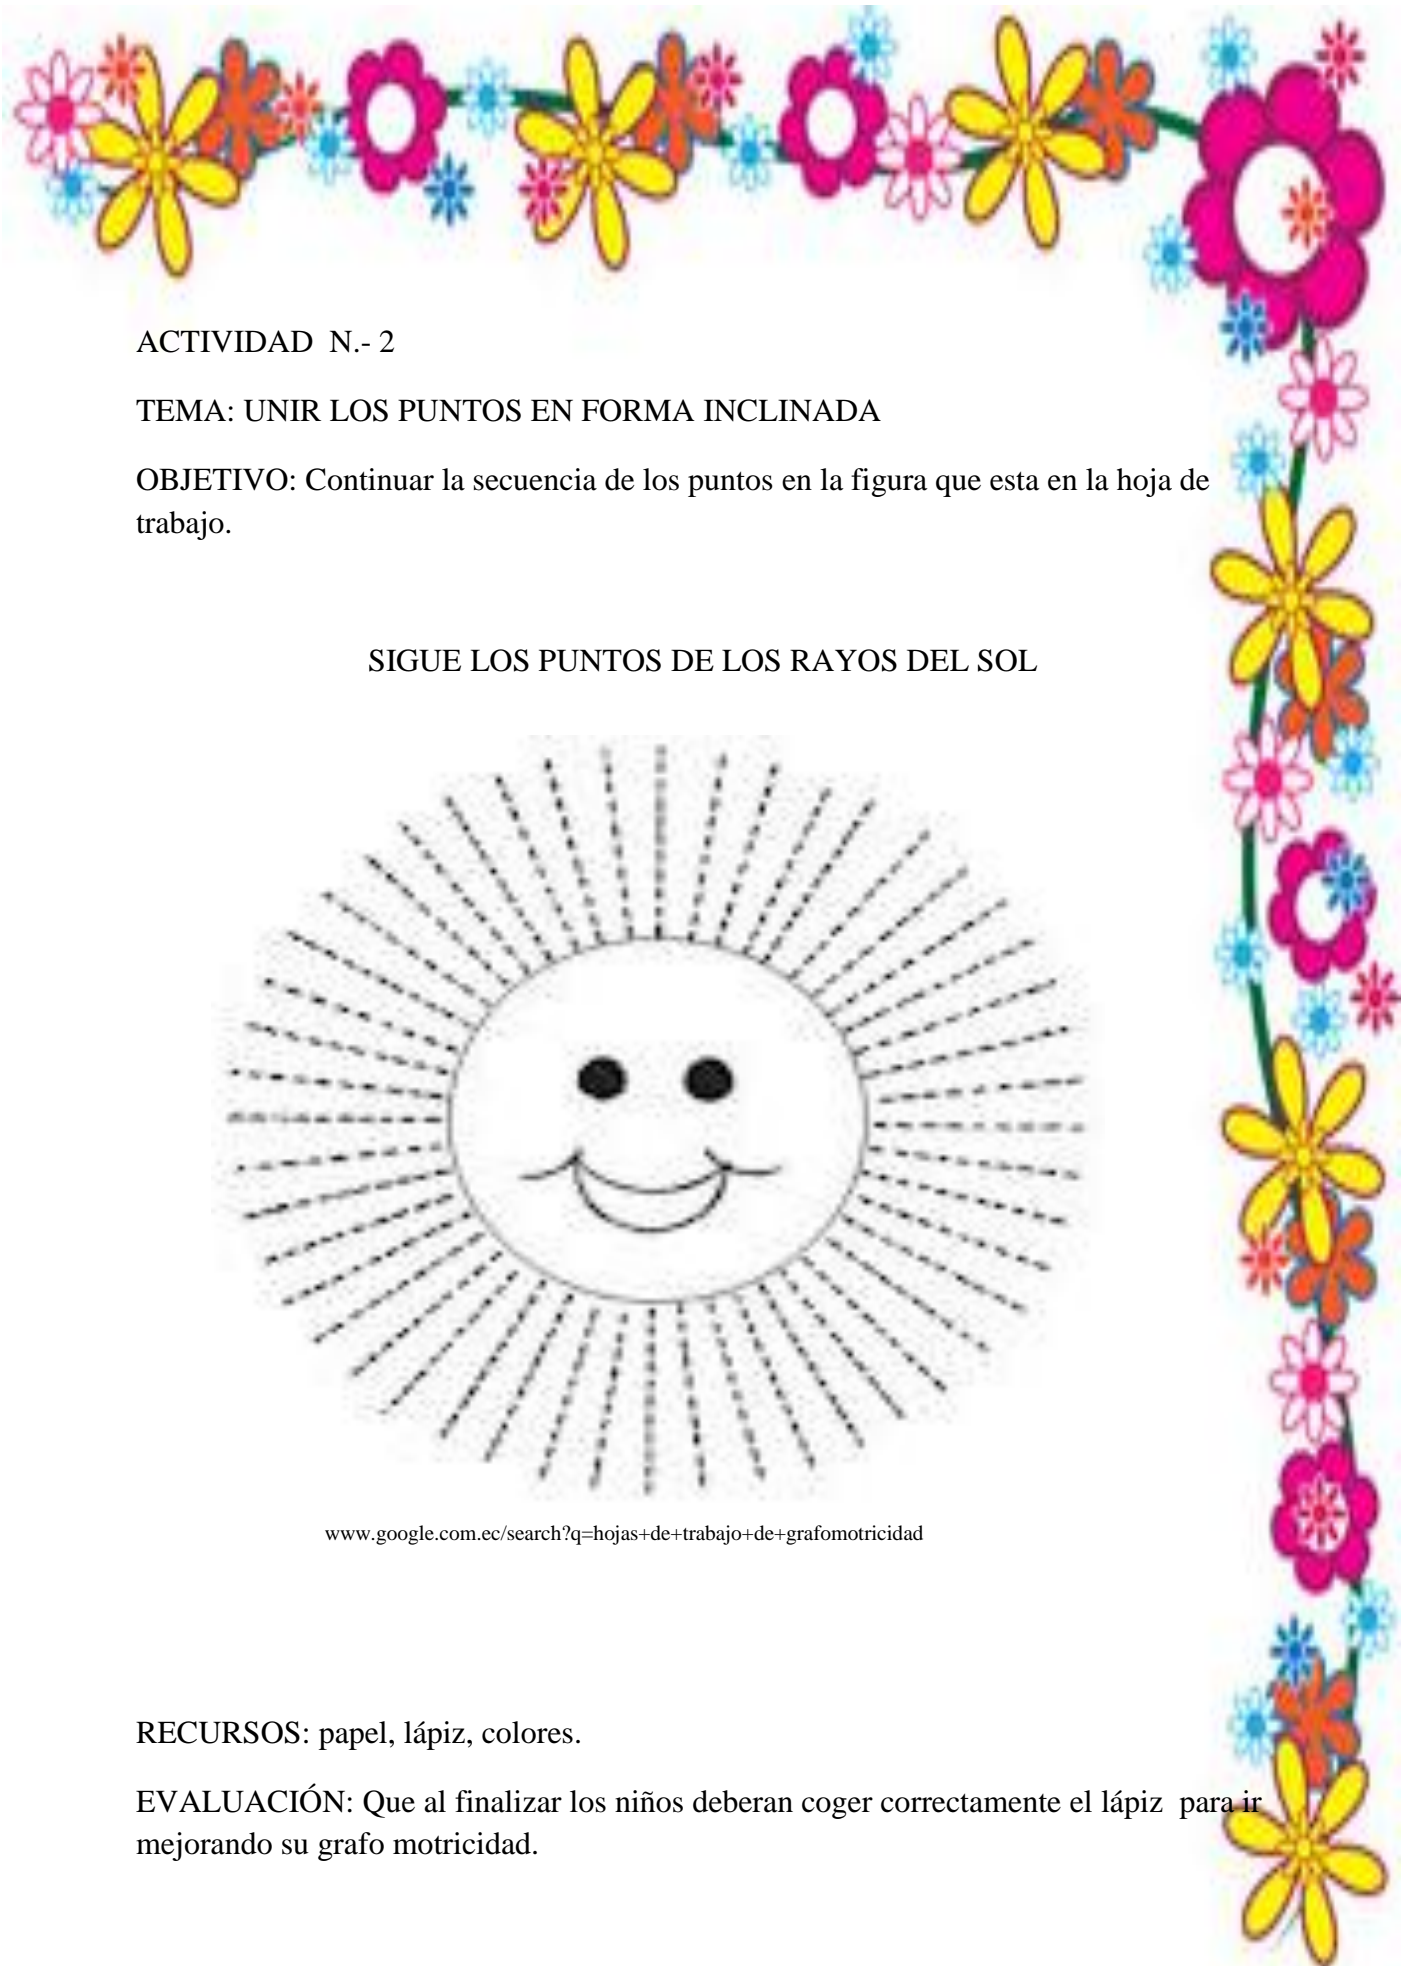 ACTIVIDAD  N.- 2
TEMA: UNIR LOS PUNTOS EN FORMA INCLINADA
OBJETIVO: Continuar la secuencia de los puntos en la figura que esta en la hoja de
trabajo.
SIGUE LOS PUNTOS DE LOS RAYOS DEL SOL
www.google.com.ec/search?q=hojas+de+trabajo+de+grafomotricidad
RECURSOS: papel, lápiz, colores.
EVALUACIÓN: Que al finalizar los niños deberan coger correctamente el lápiz  para ir
mejorando su grafo motricidad.